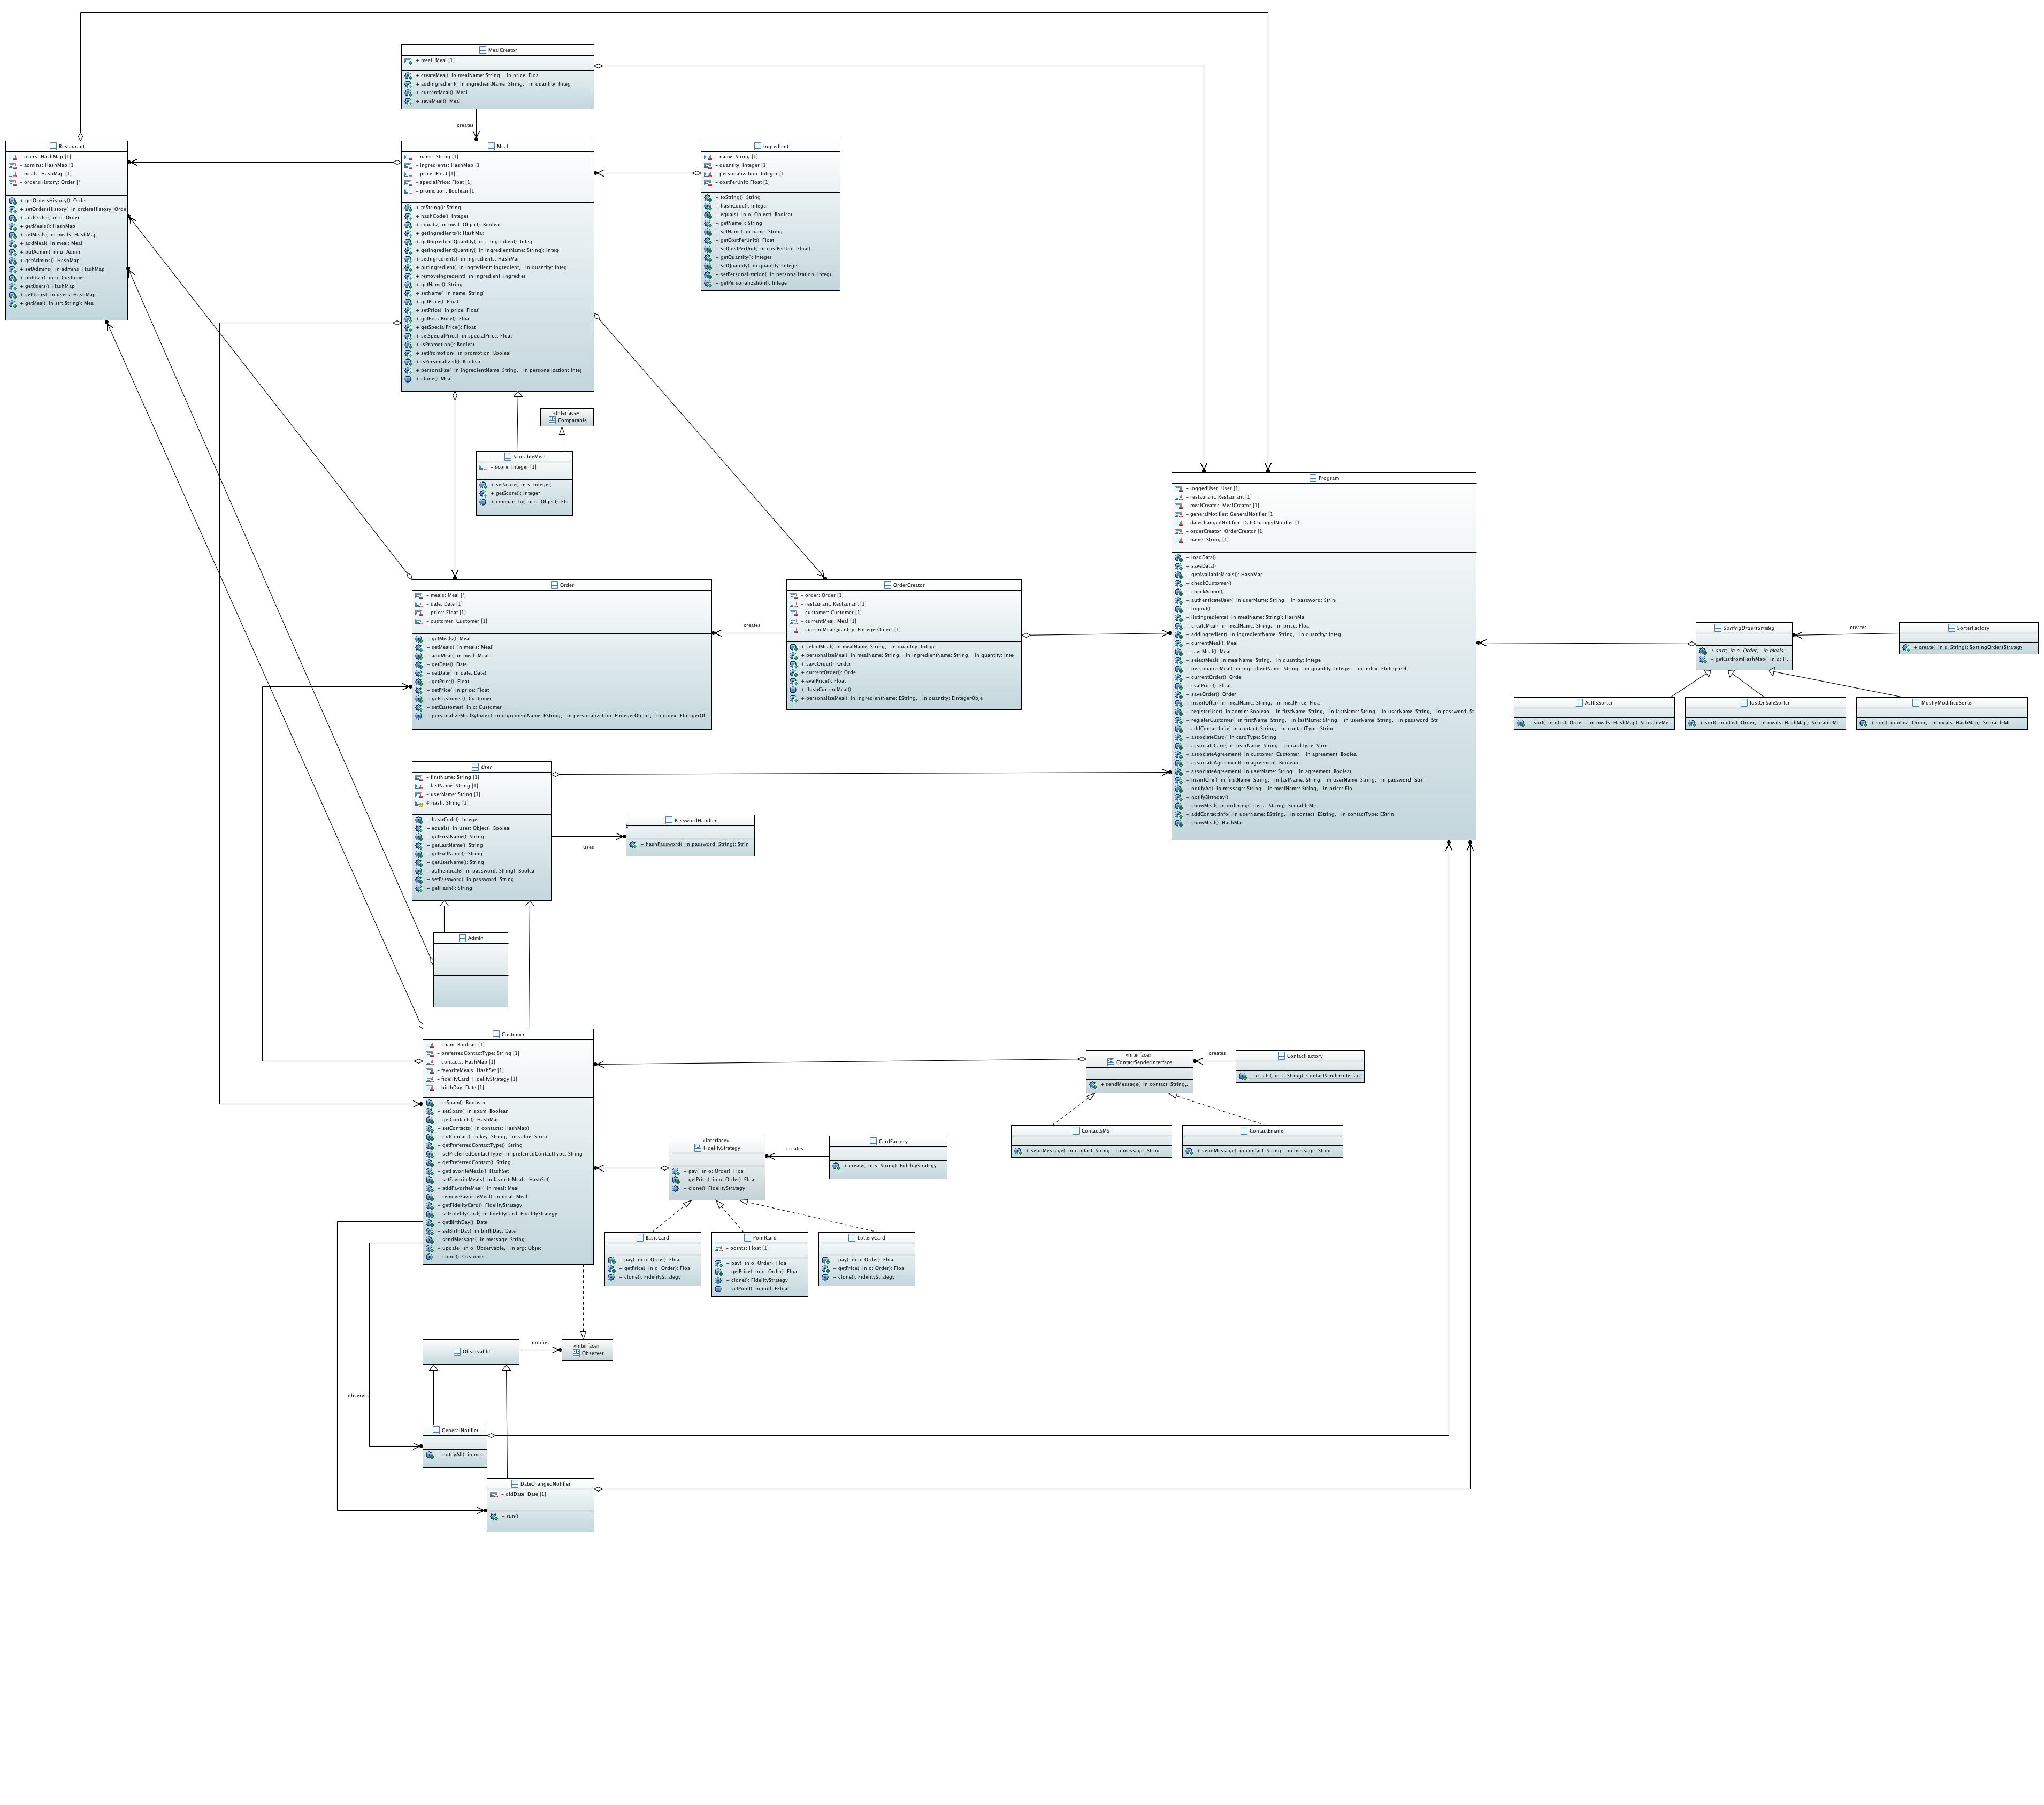 MealCreator
+ meal: Meal [1]
+ createMeal( in mealName: String, in price: Floa
+ addIngredient( in ingredientName: String, in quantity: Integ
+ currentMeal(): Meal
+ saveMeal(): Meal
creates
Restaurant
- users: HashMap [1]
- admins: HashMap [1
- meals: HashMap [1]
- ordersHistory: Order [*
+ getOrdersHistory(): Orde
+ setOrdersHistory( in ordersHistory: Orde
+ addOrder( in o: Order
+ getMeals(): HashMap
+ setMeals( in meals: HashMap
+ addMeal( in meal: Meal
+ putAdmin( in u: Admir
+ getAdmins(): HashMap
+ setAdmins( in admins: HashMap
+ putUser( in u: Customer
+ getUsers(): HashMap
+ setUsers( in users: HashMap
+ getMeal( in str: String): Mea
Meal
- name: String [1]
- ingredients: HashMap [1
- price: Float [1]
- specialPrice: Float [1]
- promotion: Boolean [1
+ toString(): String
+ hashCode(): Integer
+ equals( in meal: Object): Boolea
+ getIngredients(): HashMap
+ getIngredientQuantity( in i: Ingredient): Integ
+ getIngredientQuantity( in ingredientName: String): Integ
+ setIngredients( in ingredients: HashMap
+ putIngredient( in ingredient: Ingredient, in quantity: Integ
+ removeIngredient( in ingredient: Ingredier
+ getName(): String
+ setName( in name: String
+ getPrice(): Float
+ setPrice( in price: Float
+ getExtraPrice(): Float
+ getSpecialPrice(): Float
+ setSpecialPrice( in specialPrice: Float
+ isPromotion(): Boolear
+ setPromotion( in promotion: Boolear
+ isPersonalized(): Boolear
+ personalize( in ingredientName: String, in personalization: Integ
+ clone(): Meal
Ingredient
- name: String [1]
- quantity: Integer [1]
- personalization: Integer [1
- costPerUnit: Float [1]
+ toString(): String
+ hashCode(): Integer
+ equals( in o: Object): Boolear
+ getName(): String
+ setName( in name: String
+ getCostPerUnit(): Float
+ setCostPerUnit( in costPerUnit: Float)
+ getQuantity(): Integer
+ setQuantity( in quantity: Integer
+ setPersonalization( in personalization: Intege
+ getPersonalization(): Intege
«Interface»
Comparable
ScorableMeal
- score: Integer [1]
+ setScore( in s: Integer(
+ getScore(): Integer
+ compareTo( in o: Object): EIr
Order
- meals: Meal [*]
- date: Date [1]
- price: Float [1]
- customer: Customer [1]
+ getMeals(): Meal
+ setMeals( in meals: Meal
+ addMeal( in meal: Meal
+ getDate(): Date
+ setDate( in date: Date)
+ getPrice(): Float
+ setPrice( in price: Float
+ getCustomer(): Customer
+ setCustomer( in c: Customer
+ personalizeMealByIndex( in ingredientName: EString, in personalization: EIntegerObject, in index: EIntegerOb
creates
OrderCreator
- order: Order [1
- restaurant: Restaurant [1]
- customer: Customer [1]
- currentMeal: Meal [1]
- currentMealQuantity: EIntegerObject [1]
+ selectMeal( in mealName: String, in quantity: Intege
+ personalizeMeal( in mealName: String, in ingredientName: String, in quantity: Inte
+ saveOrder(): Order
+ currentOrder(): Orde
+ evalPrice(): Float
+ flushCurrentMeal()
+ personalizeMeal( in ingredientName: EString, in quantity: EIntegerObje
Program
- loggedUser: User [1]
- restaurant: Restaurant [1]
- mealCreator: MealCreator [1]
- generalNotifier: GeneralNotifier [1
- dateChangedNotifier: DateChangedNotifier [1
- orderCreator: OrderCreator [1
- name: String [1]
+ loadData()
+ saveData()
+ getAvailableMeals(): HashMap
+ checkCustomer()
+ checkAdmin()
+ authenticateUser( in userName: String, in password: Strin
+ logout()
+ listIngredients( in mealName: String): HashMa
+ createMeal( in mealName: String, in price: Floa
+ addIngredient( in ingredientName: String, in quantity: Integ
+ currentMeal(): Meal
+ saveMeal(): Meal
+ selectMeal( in mealName: String, in quantity: Intege
+ personalizeMeal( in ingredientName: String, in quantity: Integer, in index: EIntegerOb
+ currentOrder(): Orde
+ evalPrice(): Float
+ saveOrder(): Order
+ insertOffer( in mealName: String, in mealPrice: Floa
+ registerUser( in admin: Boolean, in firstName: String, in lastName: String, in userName: String, in password: St
+ registerCustomer( in firstName: String, in lastName: String, in userName: String, in password: Str
+ addContactInfo( in contact: String, in contactType: String
+ associateCard( in cardType: String
+ associateCard( in userName: String, in cardType: Strin
+ associateAgreement( in customer: Customer, in agreement: Boolea
+ associateAgreement( in agreement: Boolean
+ associateAgreement( in userName: String, in agreement: Boolear
+ insertChef( in firstName: String, in lastName: String, in userName: String, in password: Stri
+ notifyAd( in message: String, in mealName: String, in price: Flo
+ notifyBirthday()
+ showMeal( in orderingCriteria: String): ScorableMe
+ addContactInfo( in userName: EString, in contact: EString, in contactType: EStrin
+ showMeal(): HashMap
SortingOrdersStrateg
+ sort( in o: Order, in meals:
+ getListfromHashMap( in d: H..
creates
SorterFactory
+ create( in s: String): SortingOrdersStrategy
AsItIsSorter
+ sort( in oList: Order, in meals: HashMap): ScorableMe
JustOnSaleSorter
+ sort( in oList: Order, in meals: HashMap): ScorableMe
MostlyModifiedSorter
+ sort( in oList: Order, in meals: HashMap): ScorableMe
User
- firstName: String [1]
- lastName: String [1]
- userName: String [1]
# hash: String [1]
+ hashCode(): Integer
+ equals( in user: Object): Boolea
+ getFirstName(): String
+ getLastName(): String
+ getFullName(): String
+ getUserName(): String
+ authenticate( in password: String): Boolea
+ setPassword( in password: String
+ getHash(): String
uses
PasswordHandler
+ hashPassword( in password: String): Strin
Admin
Customer
- spam: Boolean [1]
- preferredContactType: String [1]
- contacts: HashMap [1]
- favoriteMeals: HashSet [1]
- fidelityCard: FidelityStrategy [1]
- birthDay: Date [1]
+ isSpam(): Boolean
+ setSpam( in spam: Boolean
+ getContacts(): HashMap
+ setContacts( in contacts: HashMap)
+ putContact( in key: String, in value: String
+ getPreferredContactType(): String
+ setPreferredContactType( in preferredContactType: String
+ getPreferredContact(): String
+ getFavoriteMeals(): HashSet
+ setFavoriteMeals( in favoriteMeals: HashSet
+ addFavoriteMeal( in meal: Meal
+ removeFavoriteMeal( in meal: Meal
+ getFidelityCard(): FidelityStrategy
+ setFidelityCard( in fidelityCard: FidelityStrategy
+ getBirthDay(): Date
+ setBirthDay( in birthDay: Date
+ sendMessage( in message: String
+ update( in o: Observable, in arg: Objec
+ clone(): Customer
«Interface»
ContactSenderInterface
+ sendMessage( in contact: String,...
creates
ContactFactory
+ create( in s: String): ContactSenderInterface
ContactSMS
+ sendMessage( in contact: String, in message: String
ContactEmailer
+ sendMessage( in contact: String, in message: String
«Interface»
FidelityStrategy
+ pay( in o: Order): Floa
+ getPrice( in o: Order): Floa
+ clone(): FidelityStrategy
creates
CardFactory
+ create( in s: String): FidelityStrategy
BasicCard
+ pay( in o: Order): Floa
+ getPrice( in o: Order): Floa
+ clone(): FidelityStrategy
PointCard
- points: Float [1]
+ pay( in o: Order): Floa
+ getPrice( in o: Order): Floa
+ clone(): FidelityStrategy
+ setPoint( in null: EFloat
LotteryCard
+ pay( in o: Order): Floa
+ getPrice( in o: Order): Floa
+ clone(): FidelityStrategy
Observable
notifies
«Interface»
Observer
observes
GeneralNotifier
+ notifyAll( in me..
DateChangedNotifier
- oldDate: Date [1]
+ run()